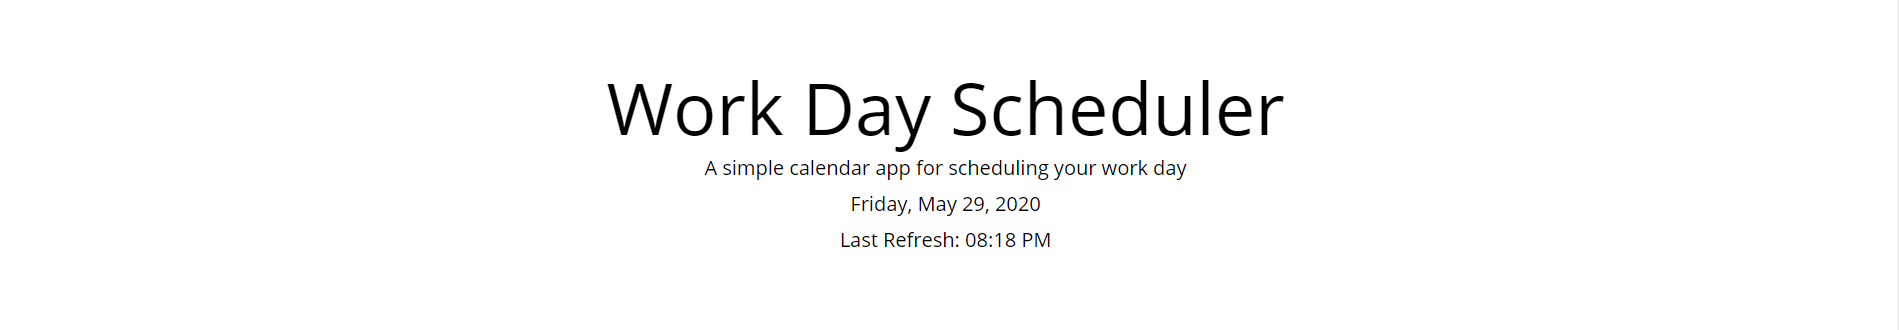 Work Day Scheduler
A simple calendar app for scheduling your work day
Friday, May 29, 2020
Last Refresh: 08:18 PM